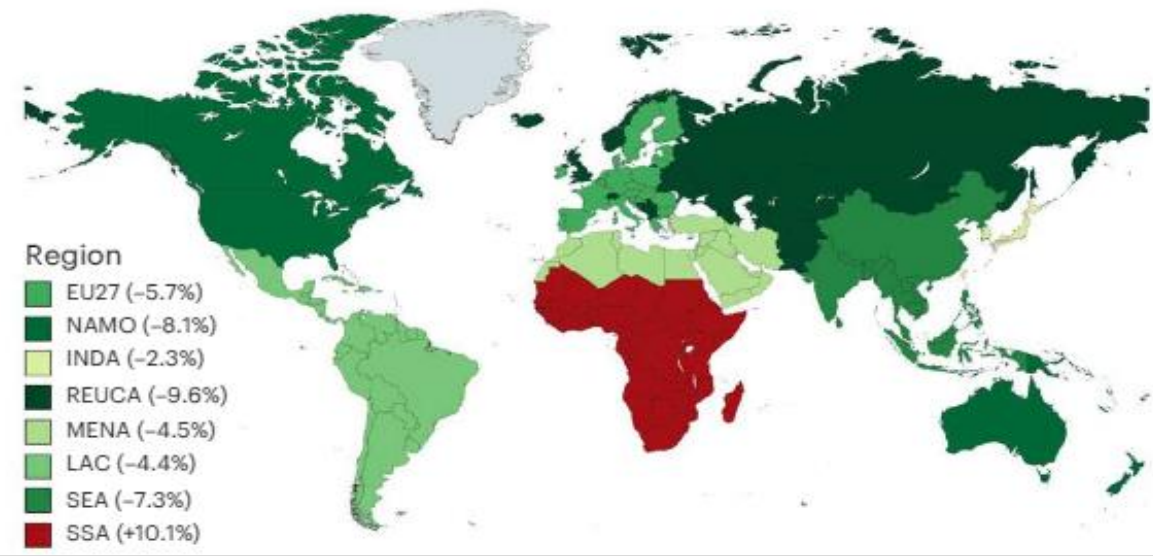 Region
EU27 (−5.7%)
NAMO (−8.1%)
INDA (−2.3%)
REUCA (−9.6%)
MENA (−4.5%)
LAC (−4.4%)
SEA (−7.3%)
SSA (+10.1%)